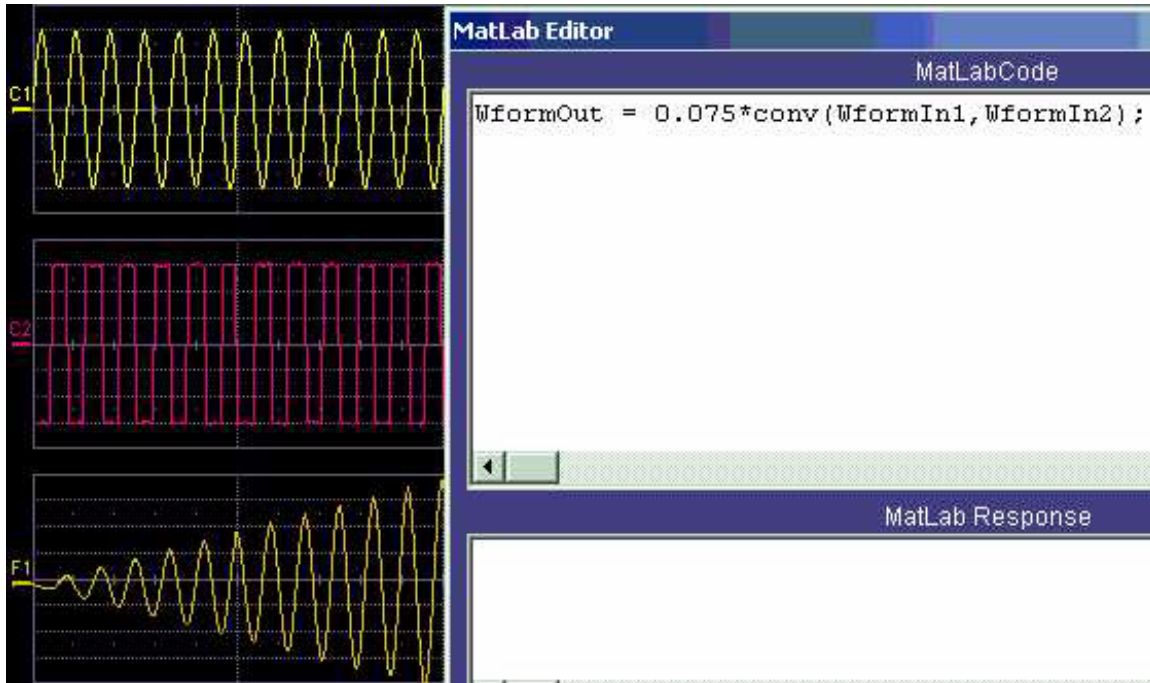 MatLab Editor
MatLabCode
C1
WformOut = 0.075*conv(WformIn1,WformIn2);
C2
MatLab Response
F1